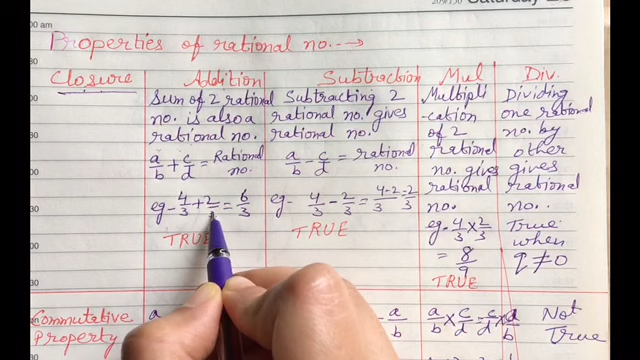 20 am
Saturday
Properties of rational no. →
Closure
Addition
Sum of 2 rational
no. is also a
rational no.
a/b + c/d = Rational no.
eg- 4/3 + 2/ = 6/3
TRUE
Subtraction
Subtracting 2
rational no. gives
rational no.
a/b - c/d = rational no.
eg- 4/3 - 2/3 = 4-2/3 = 2/3
TRUE
Mul
Multipli
-cation
of 2
rational
no. gives
rational
no.
eg- 4/3 × 2/3
= 8/9
TRUE
Div.
Dividing
one rational
no. by
other
gives
rational
no..
True
when
q ≠ 0
Commutative
Property
a
- a/b
a/b × c/d = c/d × a/b
Not
True